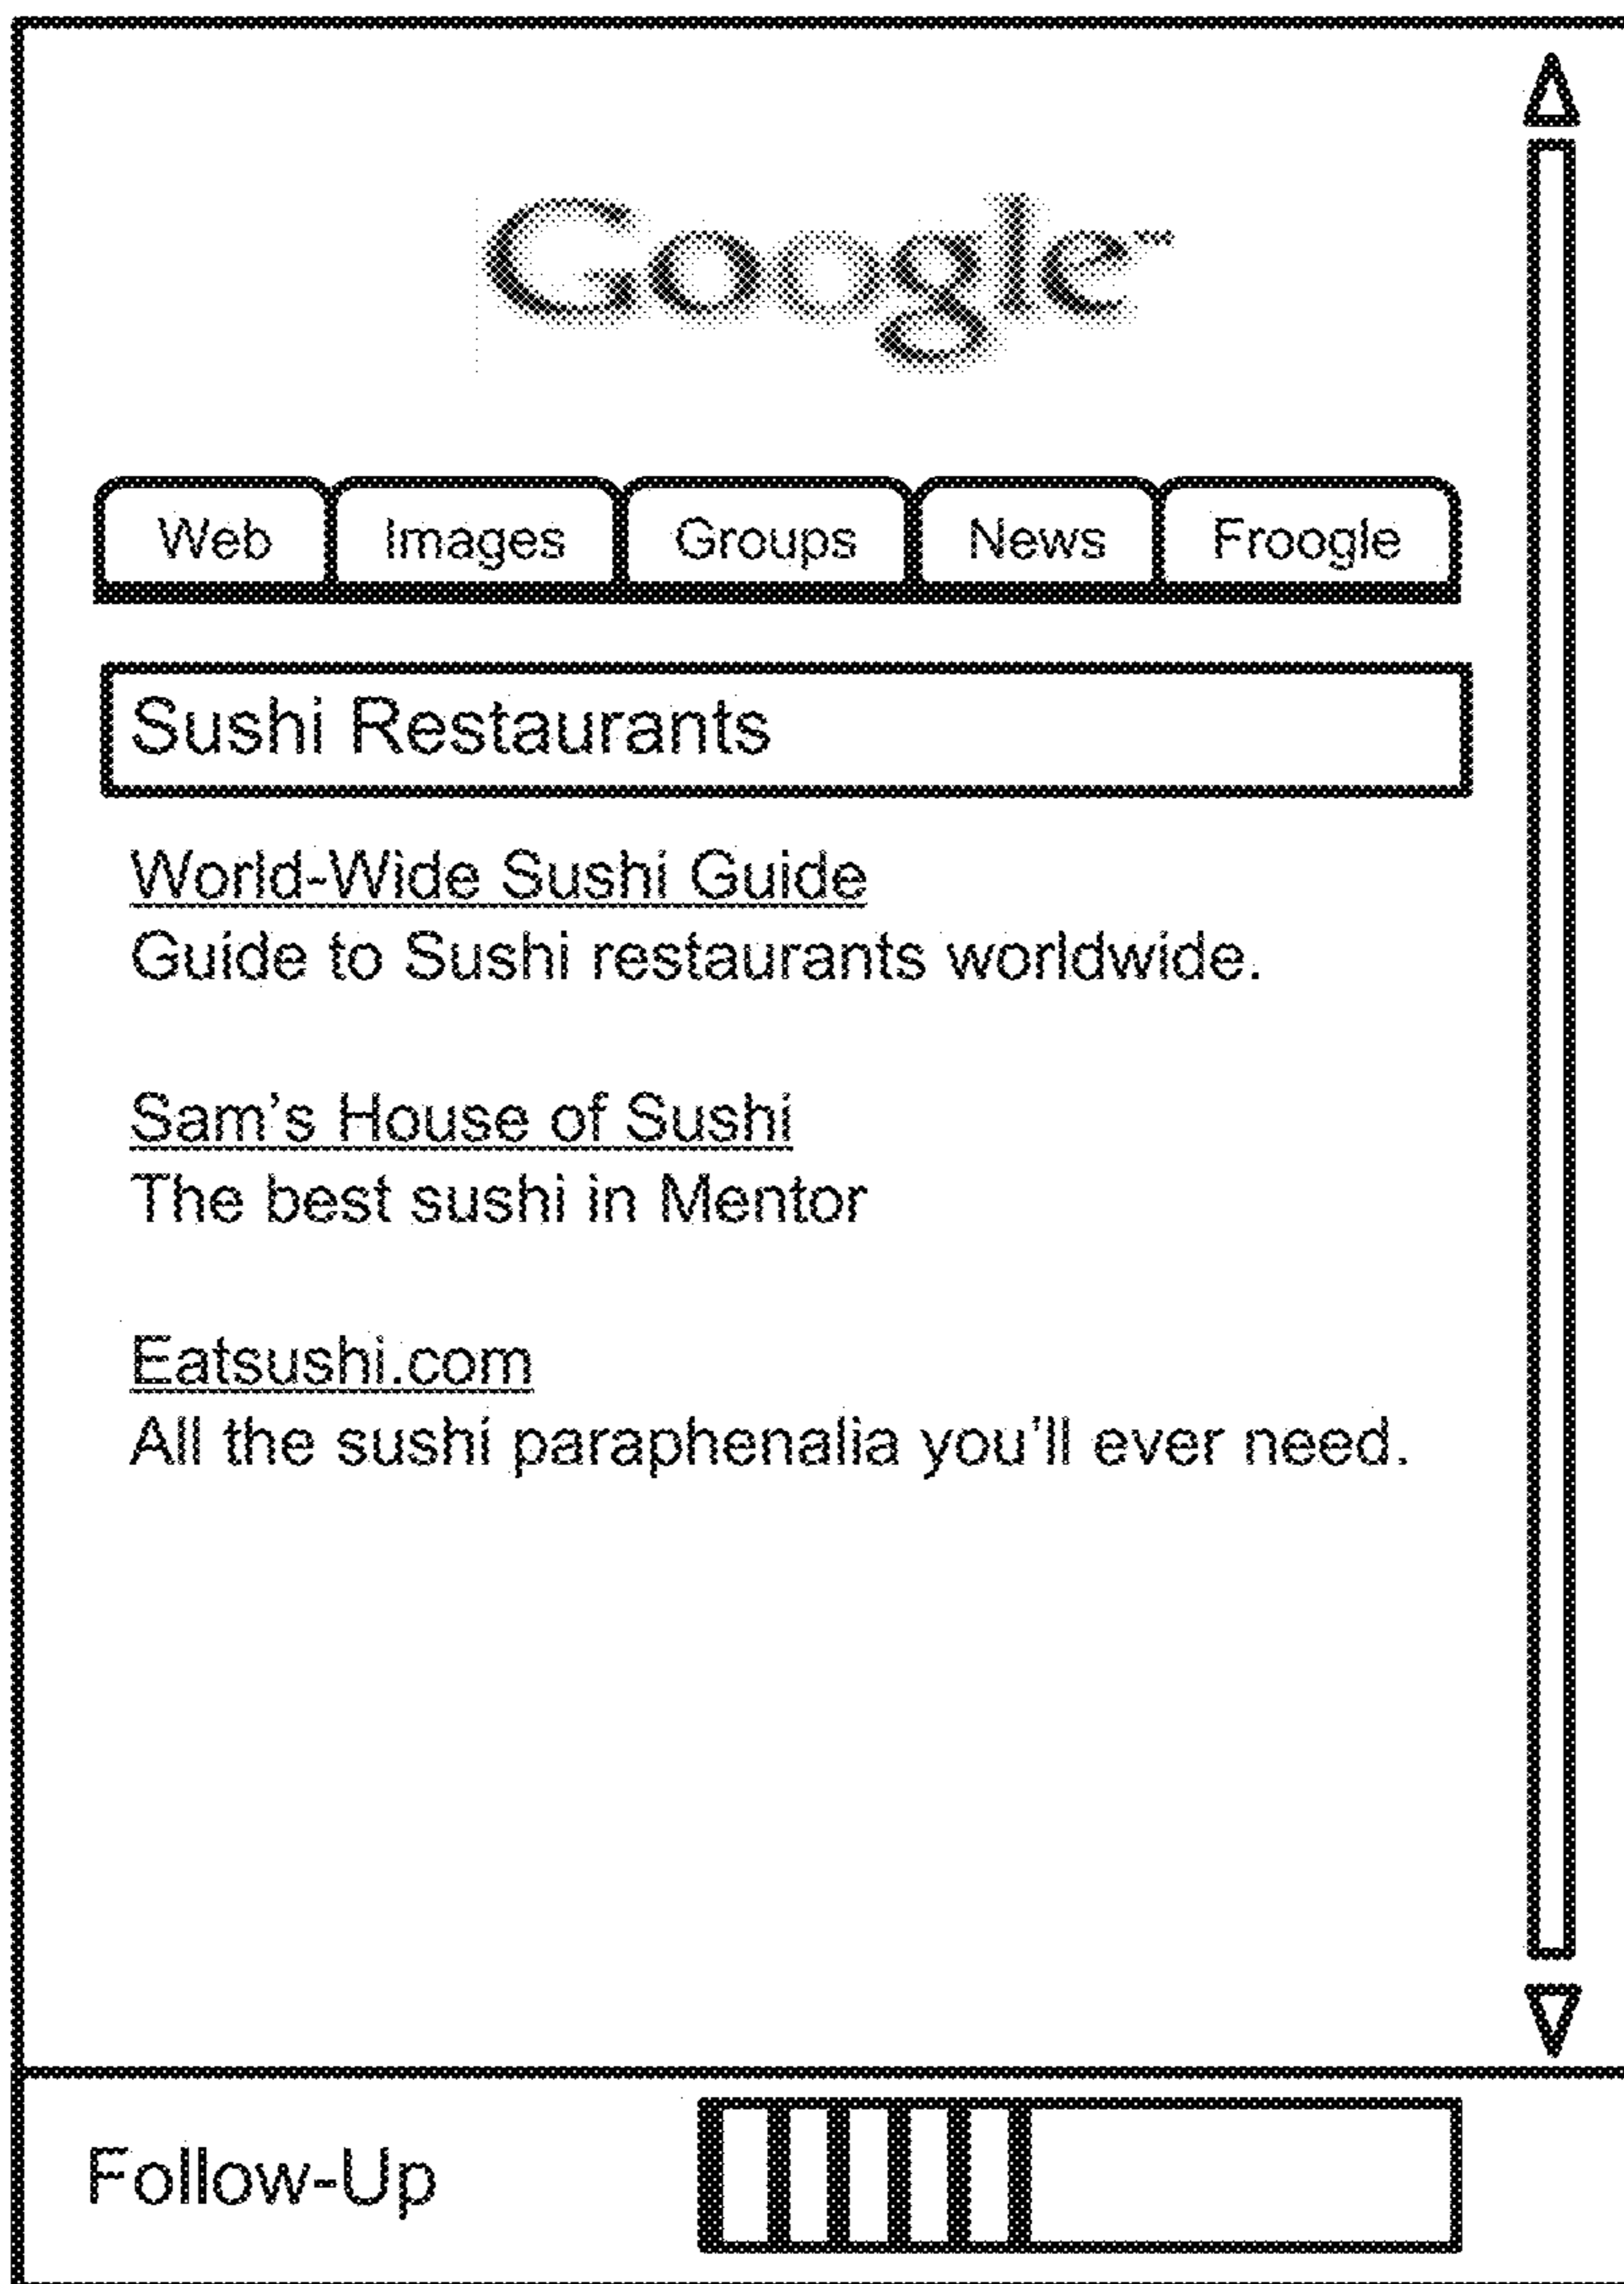 Google
Web Images Groups News Froogle
Sushi Restaurants
World-Wide Sushi Guide
Guide to Sushi restaurants worldwide.
Sam's House of Sushi
The best sushi in Mentor
Eatsushi.com
All the sushi paraphenalia you'll ever need.
Follow-Up